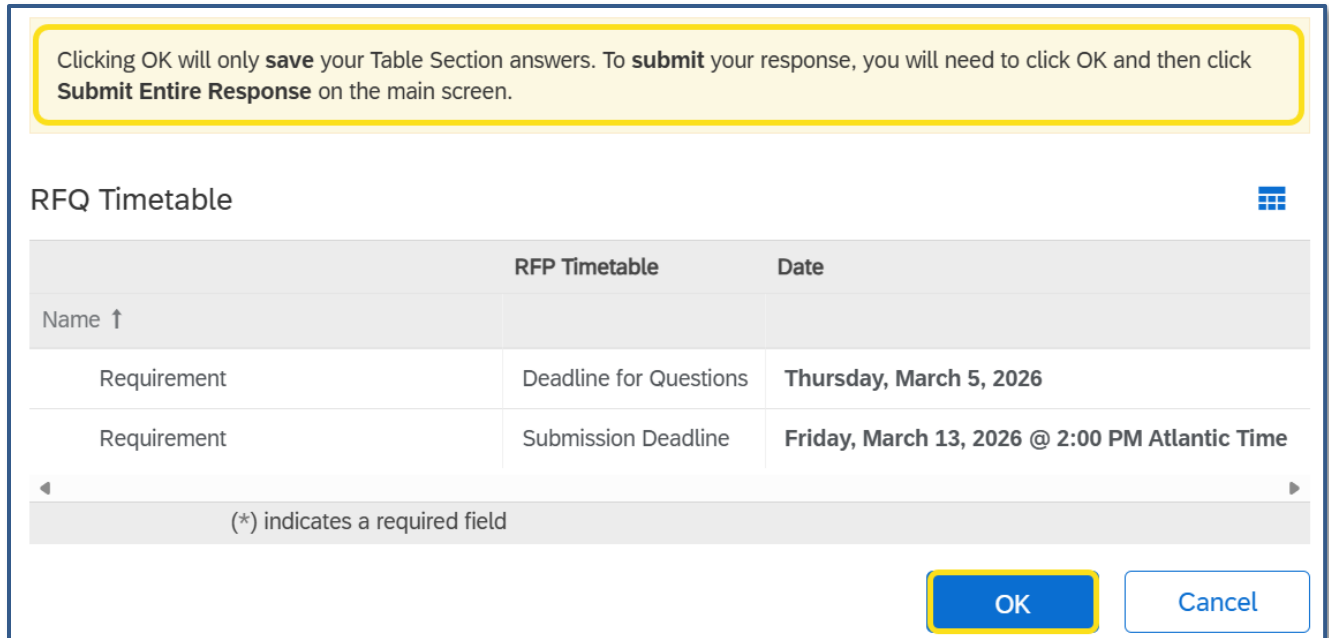 Clicking OK will only save your Table Section answers. To submit your response, you will need to click OK and then click
Submit Entire Response on the main screen.
RFQ Timetable
RFP Timetable Date
Name ↑
Requirement Deadline for Questions Thursday, March 5, 2026
Requirement Submission Deadline Friday, March 13, 2026 @ 2:00 PM Atlantic Time
(*) indicates a required field
OK Cancel